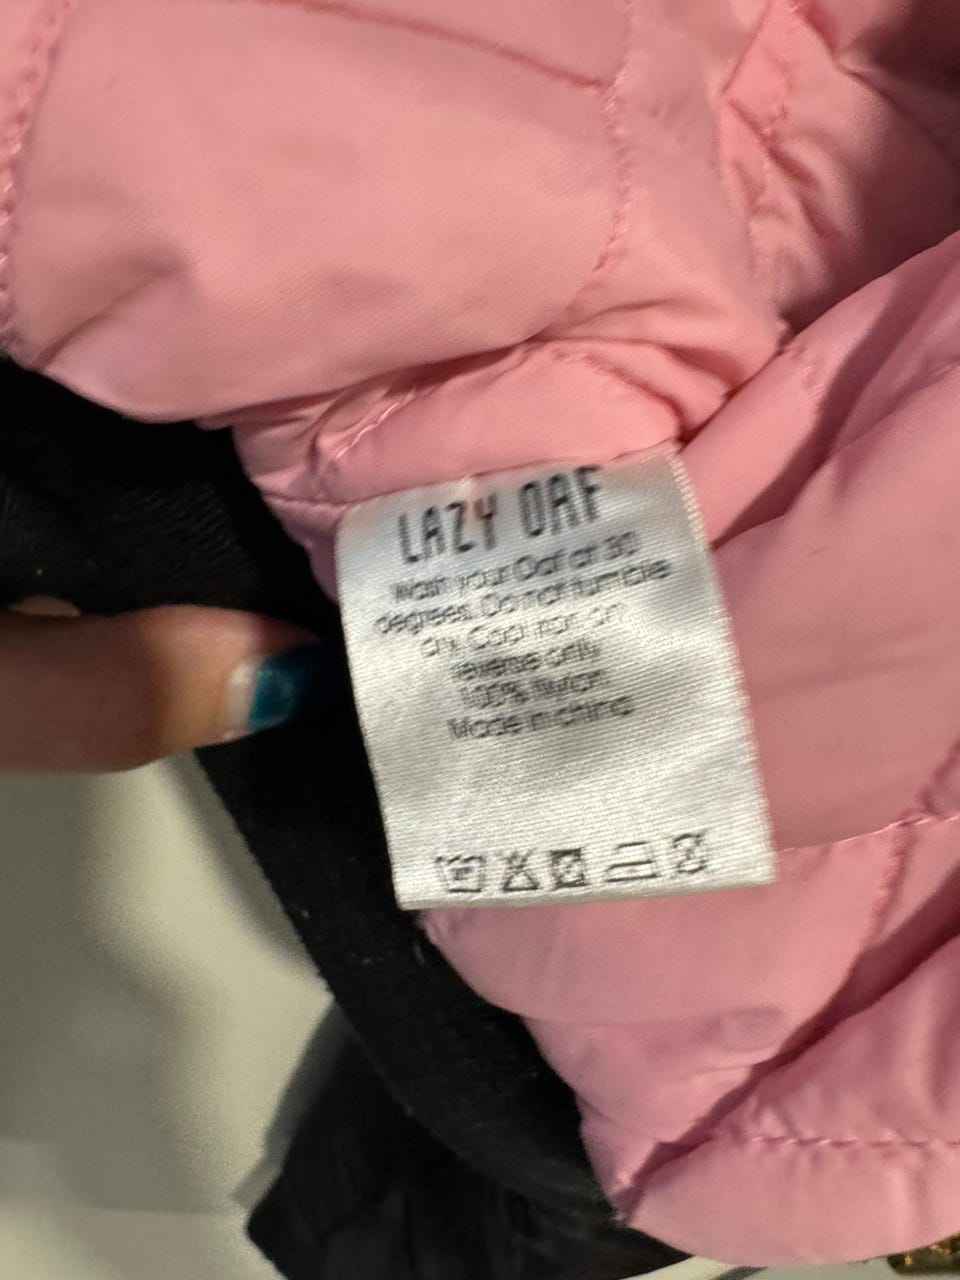 LAZY OAF
Wash your Oaf at 30
degrees. Do not tumble
dry. Cool iron on
reverse only.
100% Nylon
Made in china